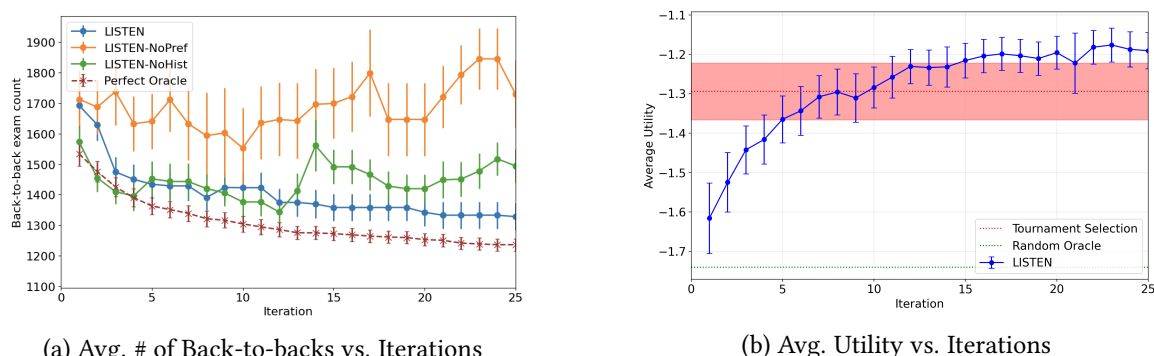 1900
1800
1700
1600
1500
1400
1300
1200
1100
Back-to-back exam count
LISTEN
LISTEN-NoPref
LISTEN-NoHist
Perfect Oracle
0 5 10 15 20 25
Iteration
(a) Avg. # of Back-to-backs vs. Iterations
−1.1
−1.2
−1.3
−1.4
−1.5
−1.6
−1.7
Average Utility
Tournament Selection
Random Oracle
LISTEN
0 5 10 15 20 25
Iteration
(b) Avg. Utility vs. Iterations